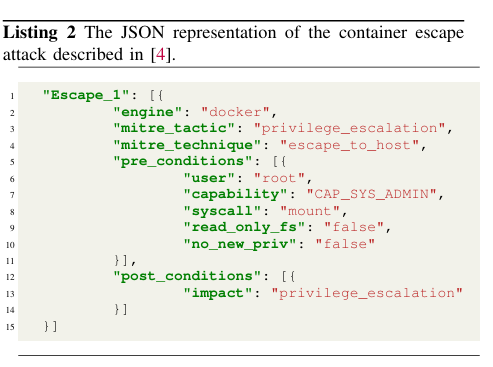 Listing 2 The JSON representation of the container escape
attack described in [4].
1 "Escape_1": [{
2 "engine": "docker",
3 "mitre_tactic": "privilege_escalation",
4 "mitre_technique": "escape_to_host",
5 "pre_conditions": [{
6 "user": "root",
7 "capability": "CAP_SYS_ADMIN",
8 "syscall": "mount",
9 "read_only_fs": "false",
10 "no_new_priv": "false"
11 }],
12 "post_conditions": [{
13 "impact": "privilege_escalation"
14 }]
15 }]